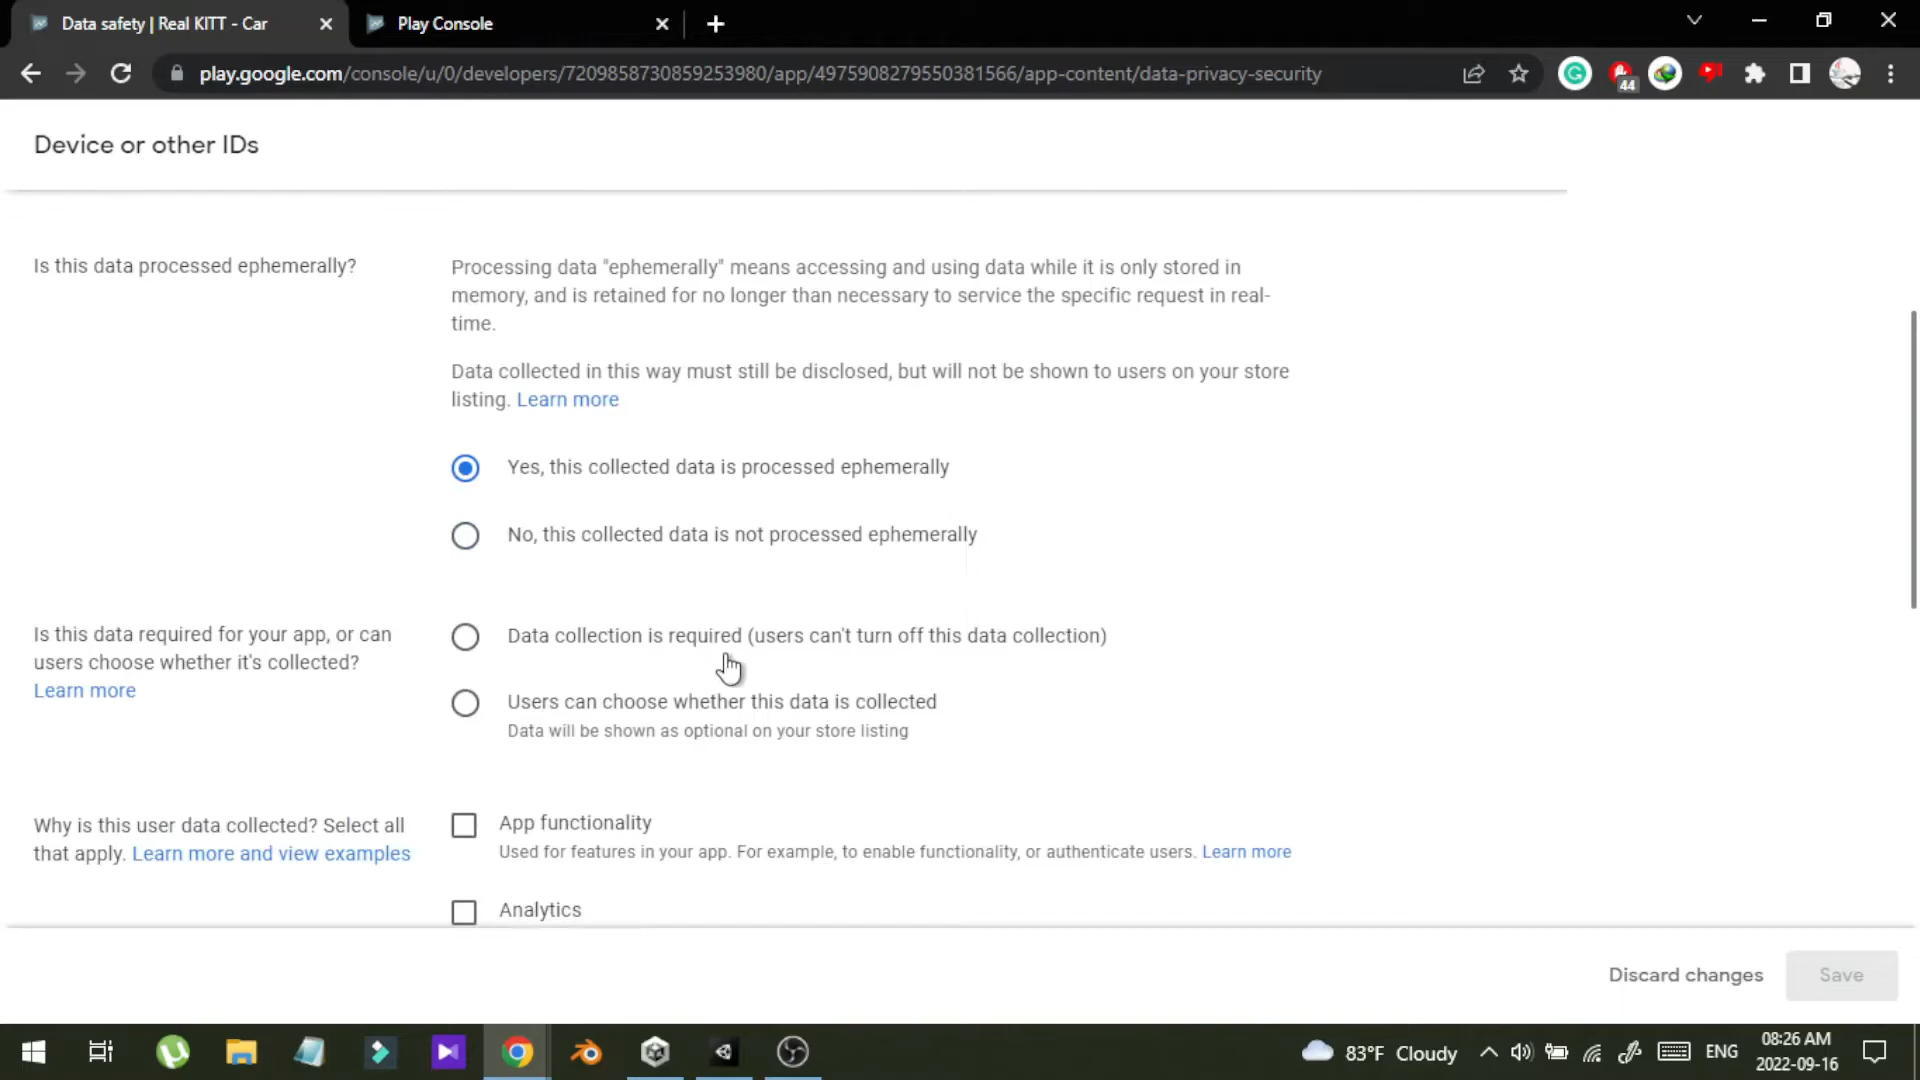 Data safety | Real KITT - Car
Play Console
play.google.com/console/u/0/developers/7209858730859253980/app/4975908279550381566/app-content/data-privacy-security
44
Device or other IDs
Is this data processed ephemerally?
Processing data "ephemerally" means accessing and using data while it is only stored in
memory, and is retained for no longer than necessary to service the specific request in real-
time.
Data collected in this way must still be disclosed, but will not be shown to users on your store
listing. Learn more
Yes, this collected data is processed ephemerally
No, this collected data is not processed ephemerally
Is this data required for your app, or can
users choose whether it's collected?
Learn more
Data collection is required (users can't turn off this data collection)
Users can choose whether this data is collected
Data will be shown as optional on your store listing
Why is this user data collected? Select all
that apply. Learn more and view examples
App functionality
Used for features in your app. For example, to enable functionality, or authenticate users. Learn more
Analytics
Discard changes
Save
83°F Cloudy
ENG
08:26 AM
2022-09-16